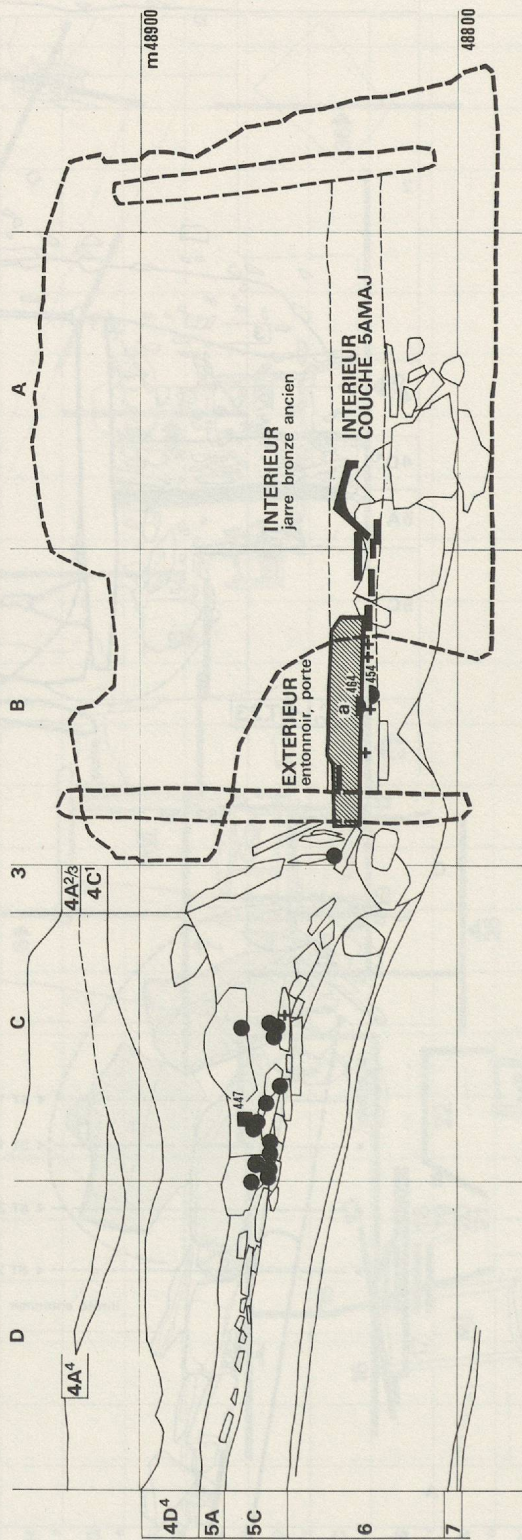 D
C
3
B
A
m 48900
48800
4A⁴
4A²/³
4C¹
4D⁴
5A
5C
6
7
447
EXTERIEUR
entonnoir, porte
a
464
454
INTERIEUR
jarre bronze ancien
INTERIEUR
COUCHE 5AMAJ